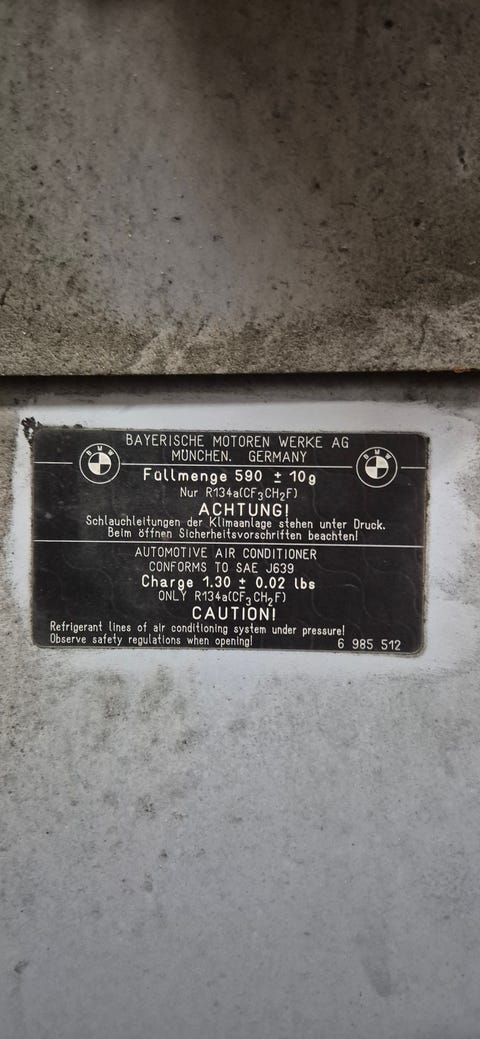 BAYERISCHE MOTOREN WERKE AG
MÜNCHEN. GERMANY
BMW
BMW
Füllmenge 590 ± 10g
Nur R134a(CF₃CH₂F)
ACHTUNG!
Schlauchleitungen der Klimaanlage stehen unter Druck.
Beim öffnen Sicherheitsvorschriften beachten!
AUTOMOTIVE AIR CONDITIONER
CONFORMS TO SAE J639
Charge 1.30 ± 0.02 lbs
ONLY R134a(CF₃CH₂F)
CAUTION!
Refrigerant lines of air conditioning system under pressure!
Observe safety regulations when opening!
6 985 512